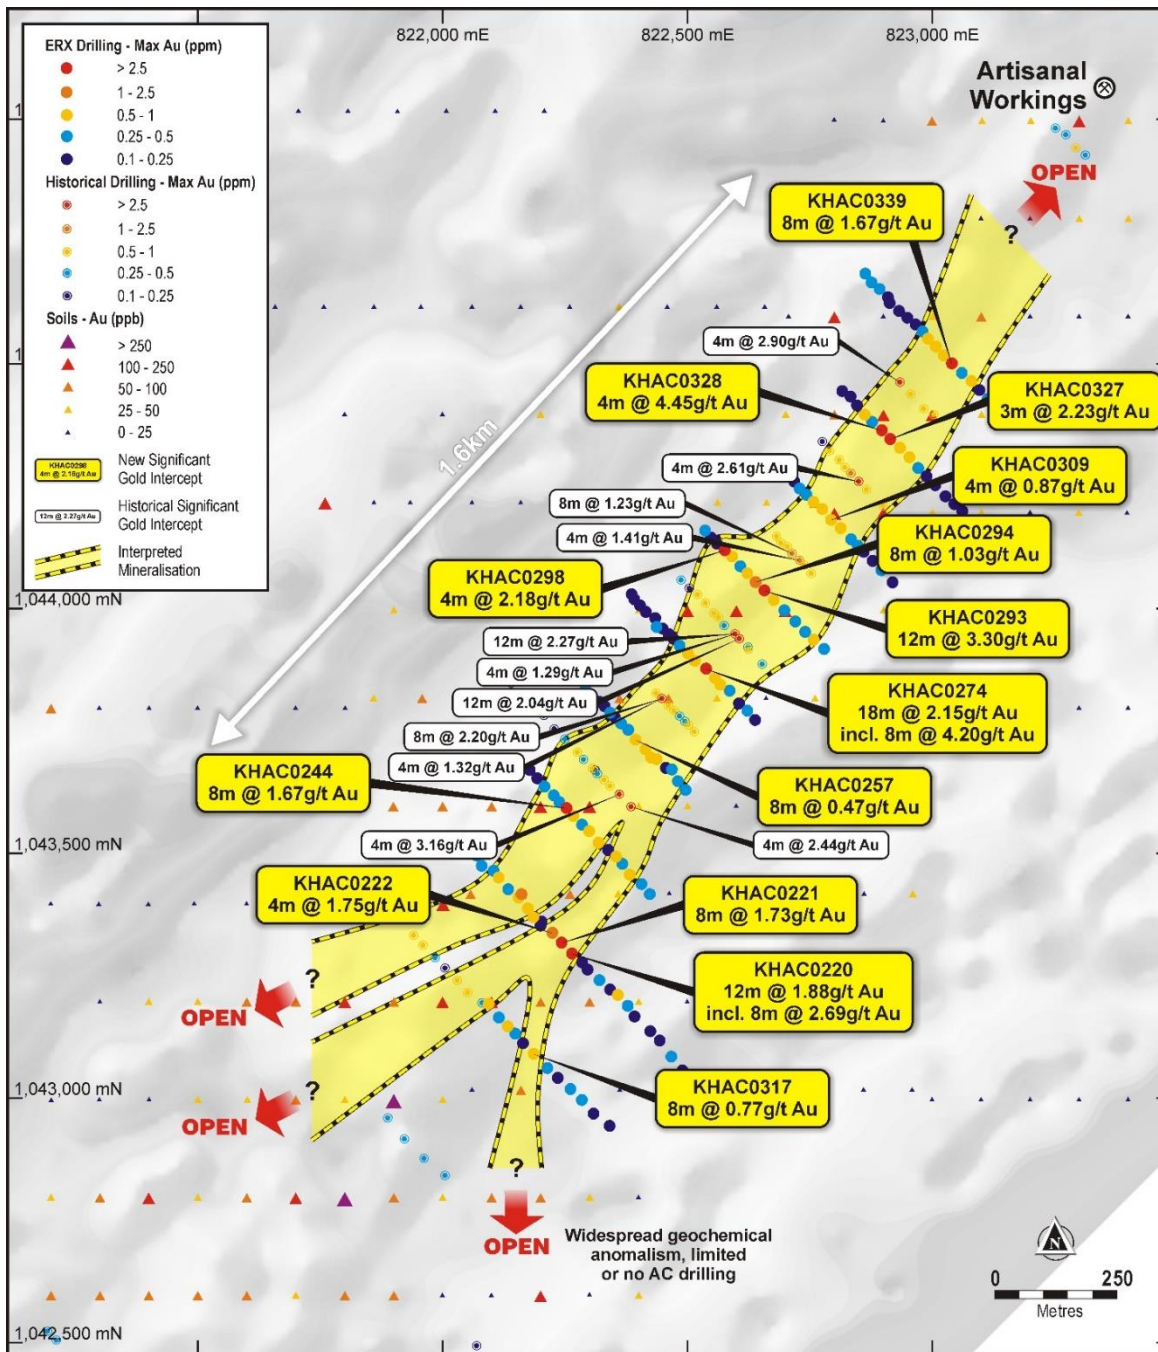 822,000 mE
822,500 mE
823,000 mE
ERX Drilling - Max Au (ppm)
> 2.5
1 - 2.5
0.5 - 1
0.25 - 0.5
0.1 - 0.25
Historical Drilling - Max Au (ppm)
> 2.5
1 - 2.5
0.5 - 1
0.25 - 0.5
0.1 - 0.25
Soils - Au (ppb)
> 250
100 - 250
50 - 100
25 - 50
0 - 25
KHAC0298
4m @ 2.18g/t Au
New Significant
Gold Intercept
12m @ 2.27g/t Au
Historical Significant
Gold Intercept
Interpreted
Mineralisation
Artisanal
Workings
OPEN
?
KHAC0339
8m @ 1.67g/t Au
4m @ 2.90g/t Au
KHAC0328
4m @ 4.45g/t Au
KHAC0327
3m @ 2.23g/t Au
1.6km
4m @ 2.61g/t Au
KHAC0309
4m @ 0.87g/t Au
8m @ 1.23g/t Au
4m @ 1.41g/t Au
KHAC0294
8m @ 1.03g/t Au
KHAC0298
4m @ 2.18g/t Au
1,044,000 mN
KHAC0293
12m @ 3.30g/t Au
12m @ 2.27g/t Au
4m @ 1.29g/t Au
12m @ 2.04g/t Au
KHAC0274
18m @ 2.15g/t Au
incl. 8m @ 4.20g/t Au
8m @ 2.20g/t Au
4m @ 1.32g/t Au
KHAC0244
8m @ 1.67g/t Au
KHAC0257
8m @ 0.47g/t Au
4m @ 3.16g/t Au
4m @ 2.44g/t Au
1,043,500 mN
KHAC0222
4m @ 1.75g/t Au
KHAC0221
8m @ 1.73g/t Au
KHAC0220
12m @ 1.88g/t Au
incl. 8m @ 2.69g/t Au
?
OPEN
1,043,000 mN
?
OPEN
KHAC0317
8m @ 0.77g/t Au
?
OPEN
Widespread geochemical
anomalism, limited
or no AC drilling
N
0
250
Metres
1,042,500 mN